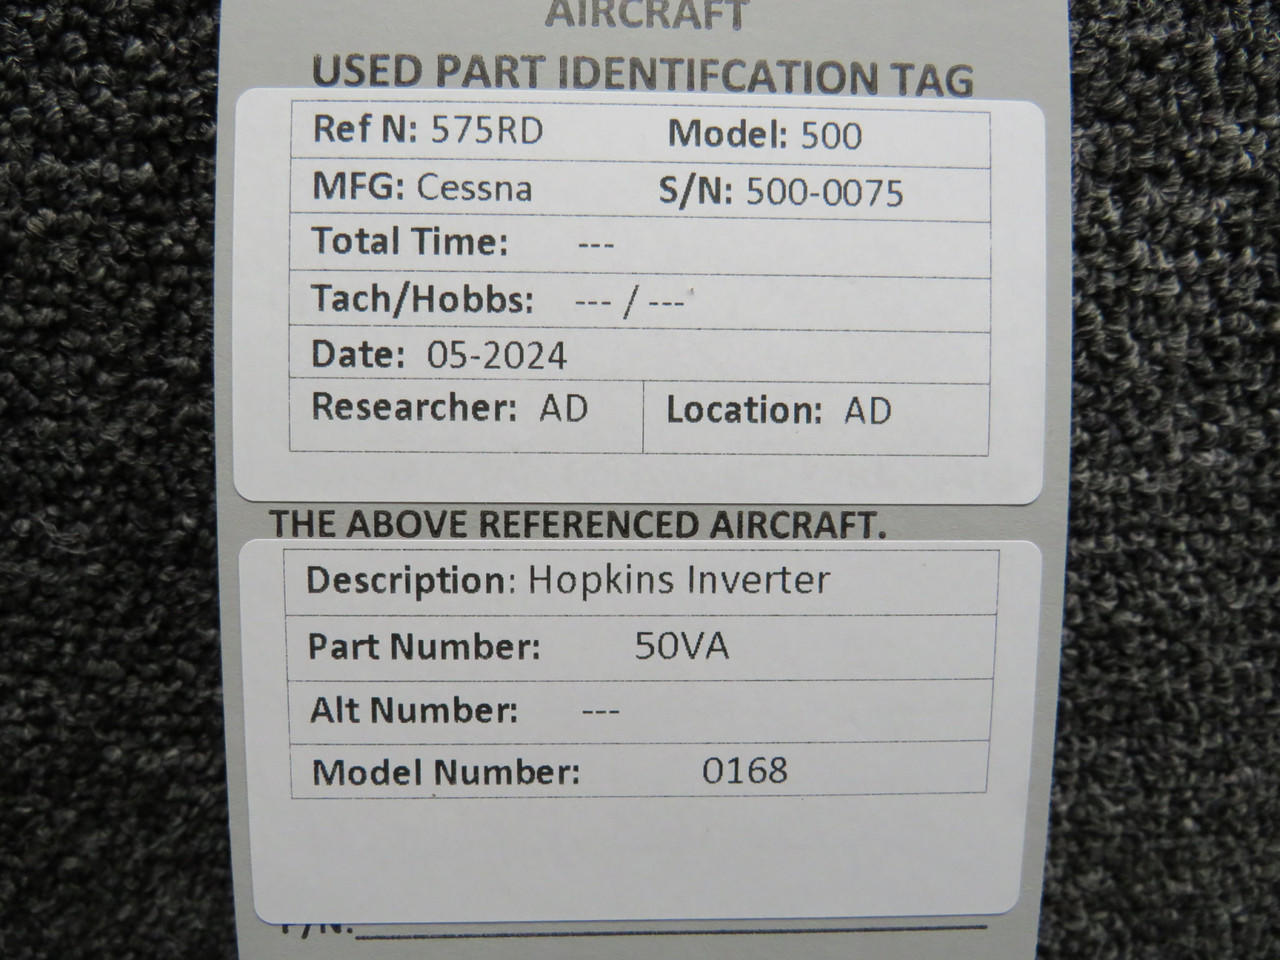 AIRCRAFT
USED PART IDENTIFCATION TAG
Ref N: 575RD Model: 500
MFG: Cessna S/N: 500-0075
Total Time: ---
Tach/Hobbs: --- / ---
Date: 05-2024
Researcher: AD Location: AD
THE ABOVE REFERENCED AIRCRAFT.
Description: Hopkins Inverter
Part Number: 50VA
Alt Number: ---
Model Number: 0168
P/N: